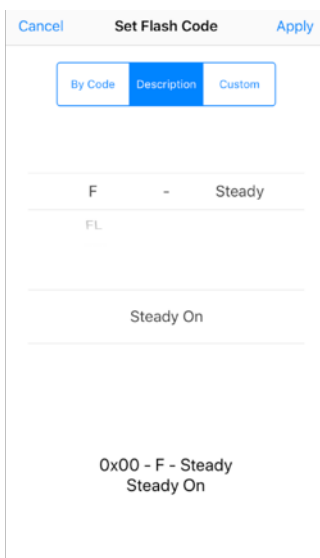 Cancel Set Flash Code Apply
By Code Description Custom
F - Steady
FL
Steady On
0x00 - F - Steady
Steady On